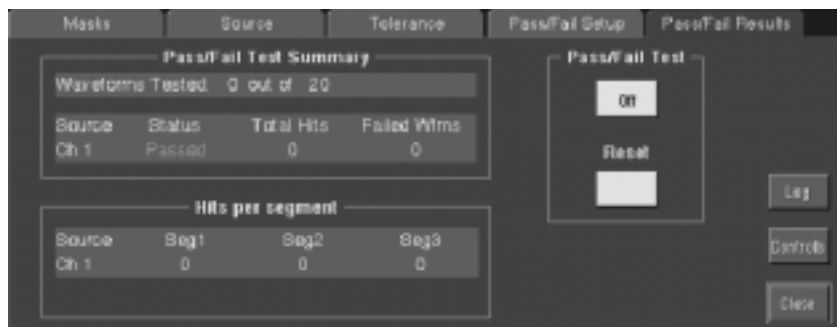 Masks Source Tolerance Pass/Fail Setup Pass/Fail Results
Pass/Fail Test Summary
Waveforms Tested: 0 out of 20
Source Status Total Hits Failed Wfms
Ch 1 Passed 0 0
Hits per segment
Source Seg1 Seg2 Seg3
Ch 1 0 0 0
Pass/Fail Test
Off
Reset
Log
Controls
Close